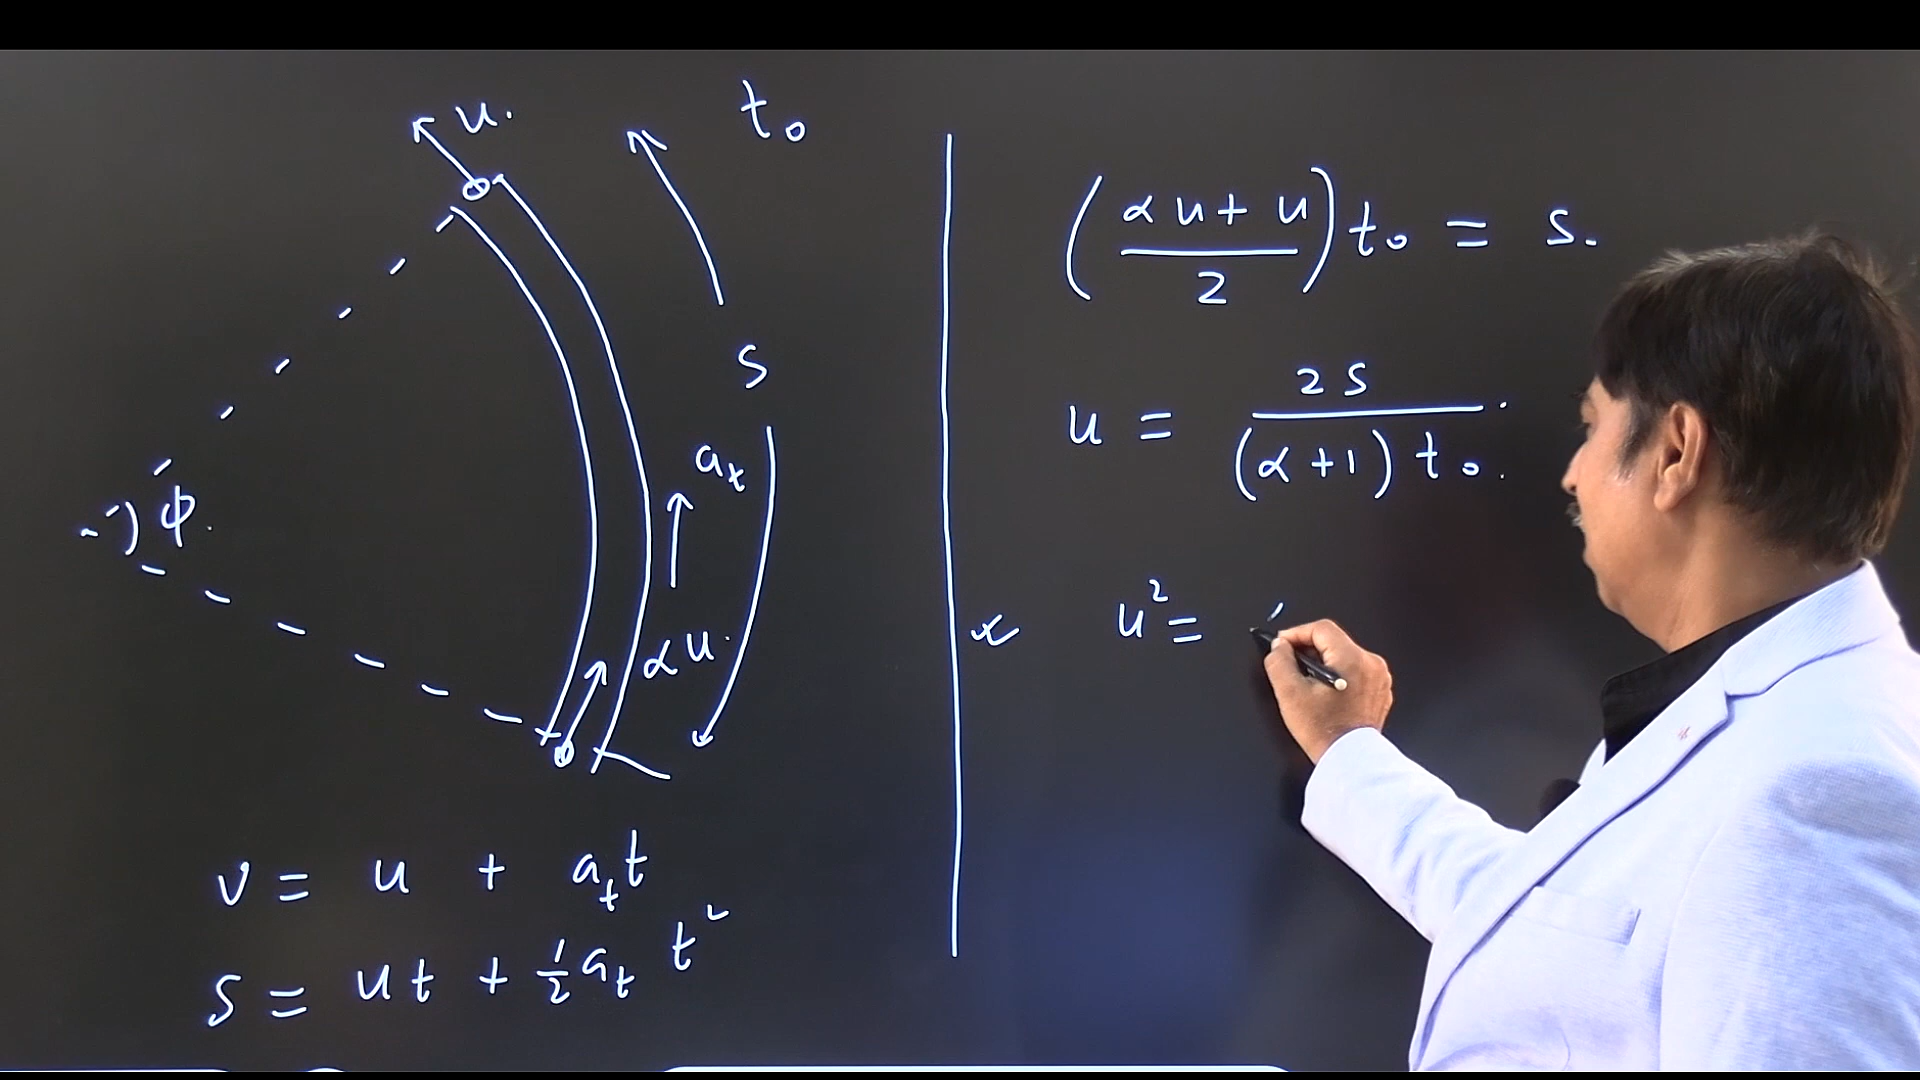 u.
t₀
s
aₜ
φ.
αu.
v = u + aₜt
s = ut + ½aₜ t²
((αu + u)/2) t₀ = s.
u = 2s/((α+1) t₀).
u² =